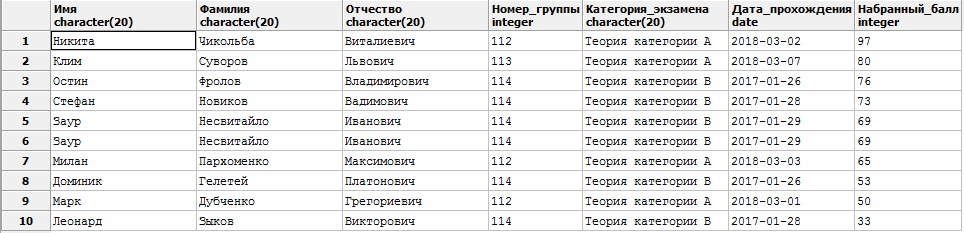 Имя Фамилия Отчество Номер_группы Категория_экзамена Дата_прохождения Набранный_балл
character(20) character(20) character(20) integer character(20) date integer
1 Никита Чикольба Виталиевич 112 Теория категории A 2018-03-02 97
2 Клим Суворов Львович 113 Теория категории A 2018-03-07 80
3 Остин Фролов Владимирович 114 Теория категории B 2017-01-26 76
4 Стефан Новиков Вадимович 114 Теория категории B 2017-01-28 73
5 Заур Несвитайло Иванович 114 Теория категории B 2017-01-29 69
6 Заур Несвитайло Иванович 114 Теория категории B 2017-01-29 69
7 Милан Пархоменко Максимович 112 Теория категории A 2018-03-03 65
8 Доминик Гелетей Платонович 114 Теория категории B 2017-01-26 53
9 Марк Дубченко Грегориевич 112 Теория категории A 2018-03-01 50
10 Леонард Зыков Викторович 114 Теория категории B 2017-01-28 33